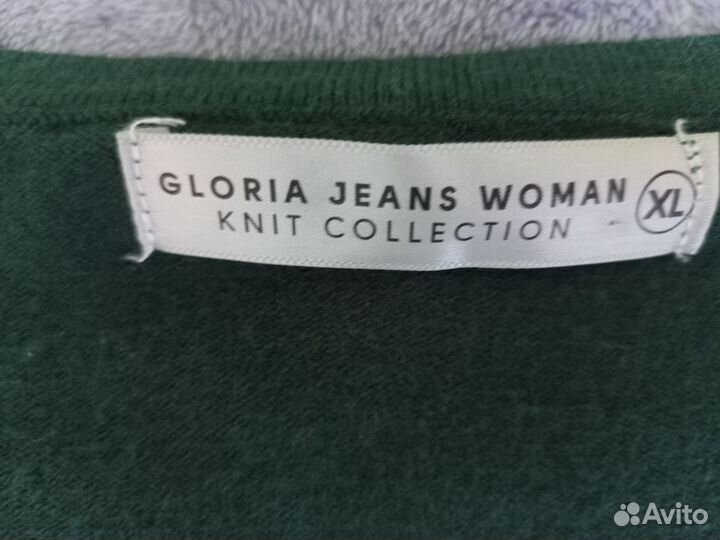 GLORIA JEANS WOMAN XL
KNIT COLLECTION
Avito